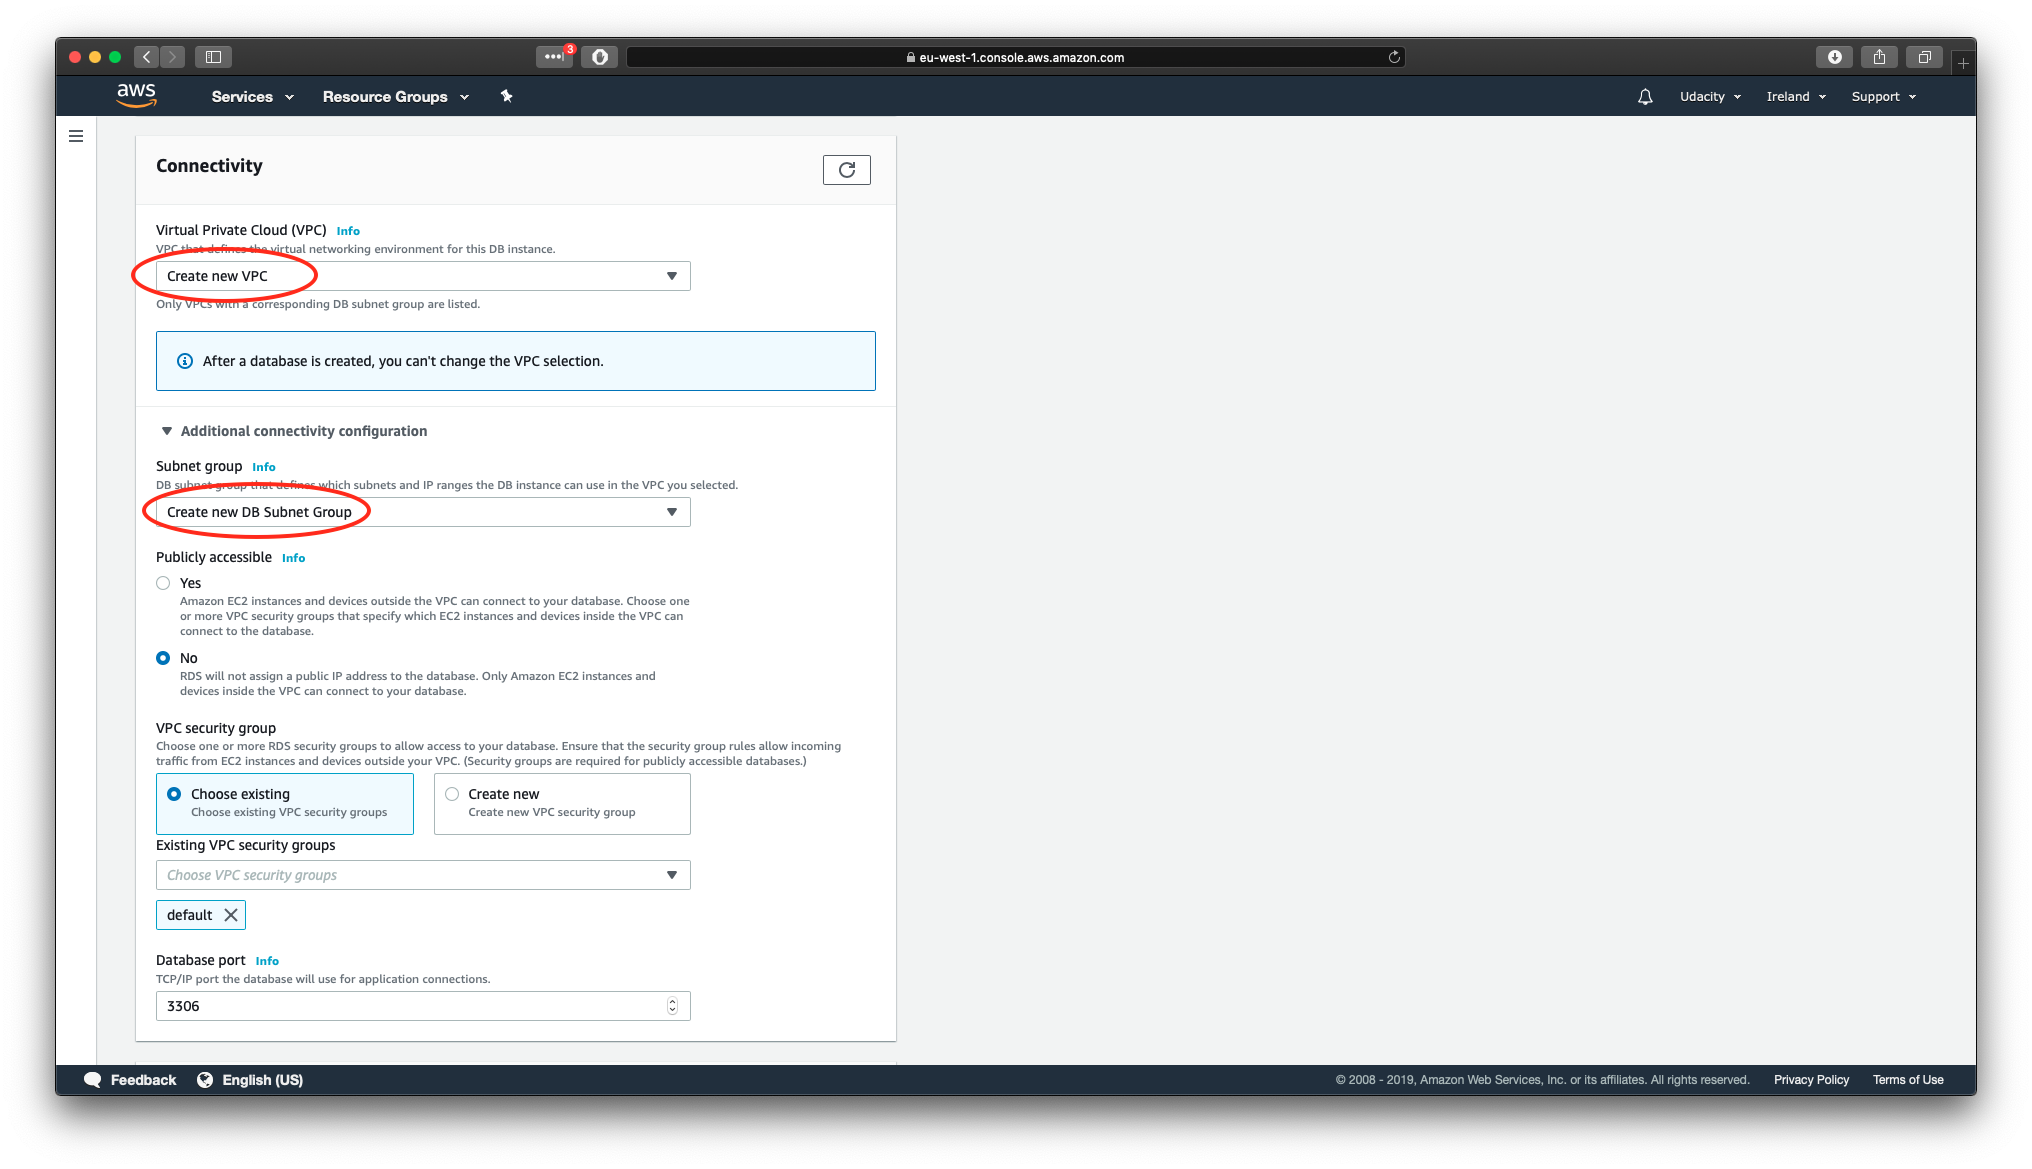 3
eu-west-1.console.aws.amazon.com
aws
Services
Resource Groups
Udacity
Ireland
Support
Connectivity
Virtual Private Cloud (VPC) Info
VPC that defines the virtual networking environment for this DB instance.
Create new VPC
Only VPCs with a corresponding DB subnet group are listed.
After a database is created, you can't change the VPC selection.
Additional connectivity configuration
Subnet group Info
DB subnet group that defines which subnets and IP ranges the DB instance can use in the VPC you selected.
Create new DB Subnet Group
Publicly accessible Info
Yes
Amazon EC2 instances and devices outside the VPC can connect to your database. Choose one
or more VPC security groups that specify which EC2 instances and devices inside the VPC can
connect to the database.
No
RDS will not assign a public IP address to the database. Only Amazon EC2 instances and
devices inside the VPC can connect to your database.
VPC security group
Choose one or more RDS security groups to allow access to your database. Ensure that the security group rules allow incoming
traffic from EC2 instances and devices outside your VPC. (Security groups are required for publicly accessible databases.)
Choose existing
Choose existing VPC security groups
Create new
Create new VPC security group
Existing VPC security groups
Choose VPC security groups
default
Database port Info
TCP/IP port the database will use for application connections.
3306
Feedback
English (US)
© 2008 - 2019, Amazon Web Services, Inc. or its affiliates. All rights reserved.
Privacy Policy
Terms of Use